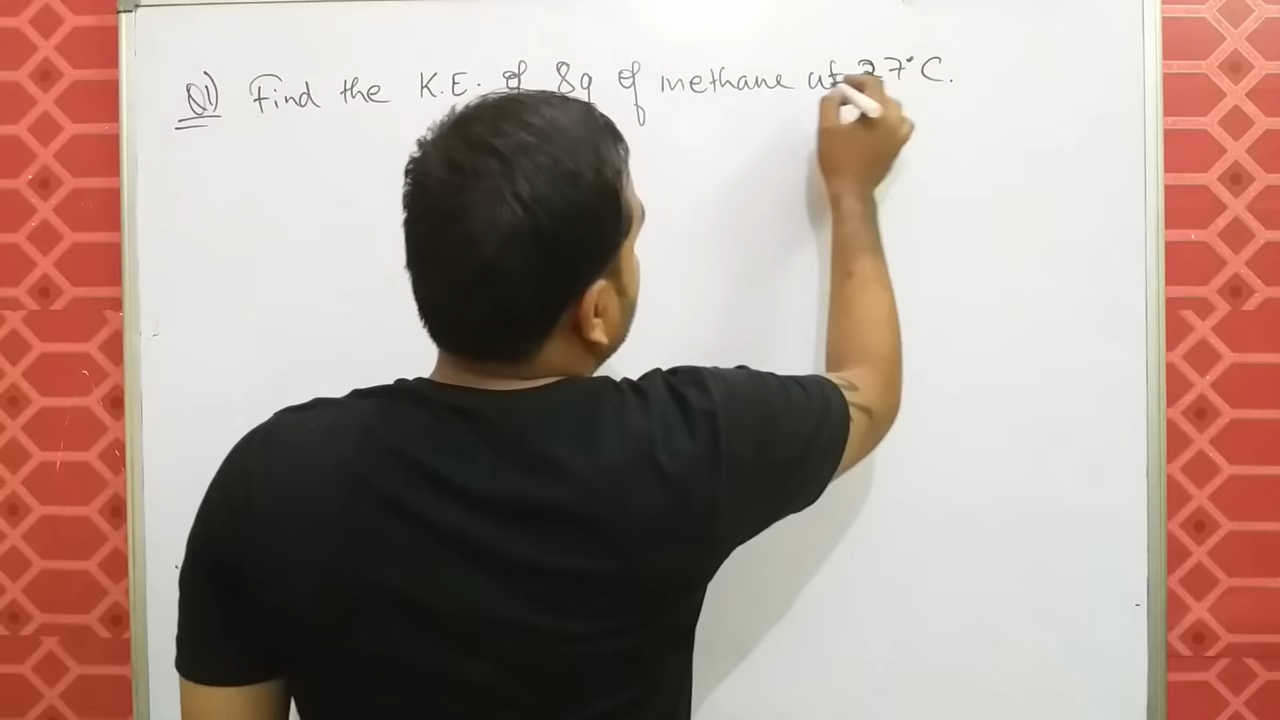 Q1) Find the K.E. of 8g of methane at 27°C.